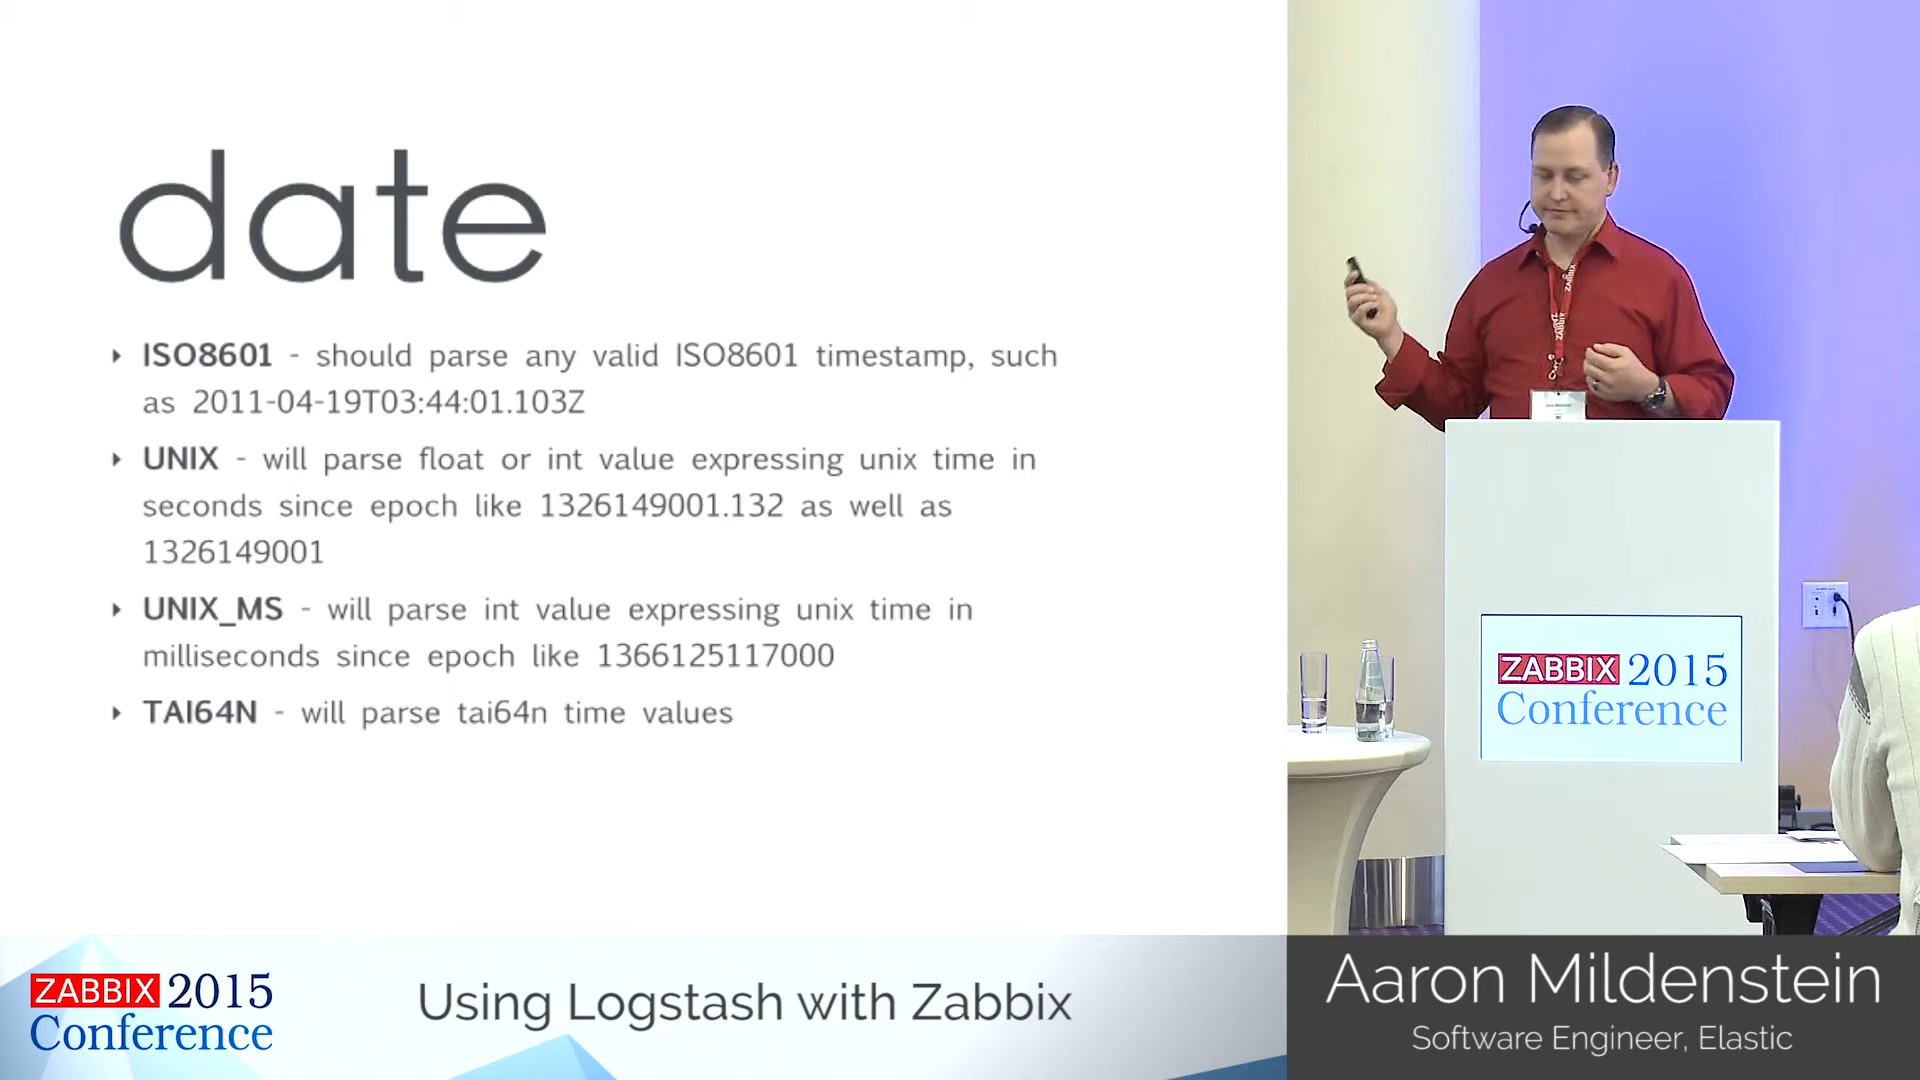 date
ISO8601 - should parse any valid ISO8601 timestamp, such
as 2011-04-19T03:44:01.103Z
UNIX - will parse float or int value expressing unix time in
seconds since epoch like 1326149001.132 as well as
1326149001
UNIX_MS - will parse int value expressing unix time in
milliseconds since epoch like 1366125117000
TAI64N - will parse tai64n time values
ZABBIX
ZABBIX
ZABBIX 2015
Conference
ZABBIX 2015
Conference
Using Logstash with Zabbix
Aaron Mildenstein
Software Engineer, Elastic